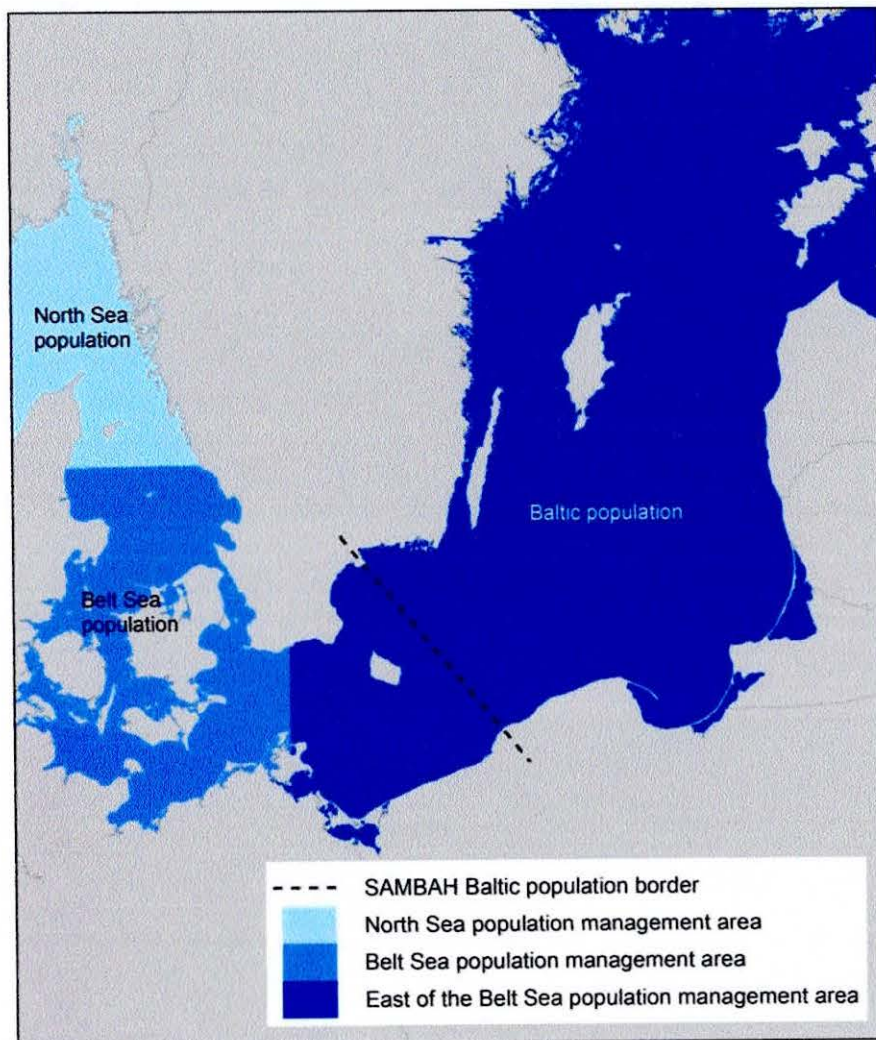 North Sea
population
Baltic population
Belt Sea
population
SAMBAH Baltic population border
North Sea population management area
Belt Sea population management area
East of the Belt Sea population management area